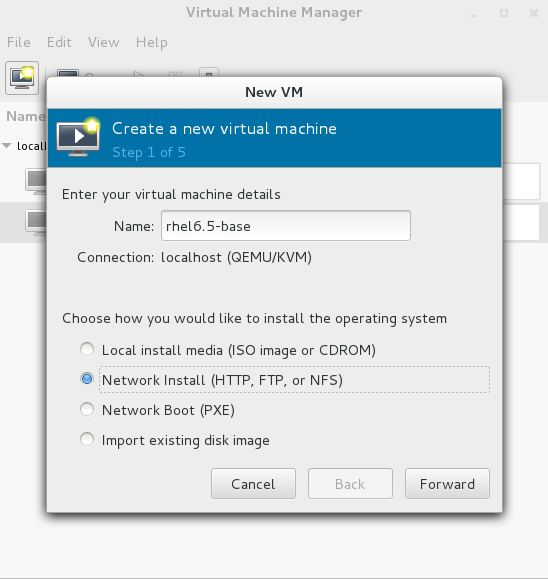 Virtual Machine Manager
File Edit View Help
New VM
Name
Create a new virtual machine
Step 1 of 5
Enter your virtual machine details
Name: rhel6.5-base
Connection: localhost (QEMU/KVM)
Choose how you would like to install the operating system
Local install media (ISO image or CDROM)
Network Install (HTTP, FTP, or NFS)
Network Boot (PXE)
Import existing disk image
Cancel Back Forward